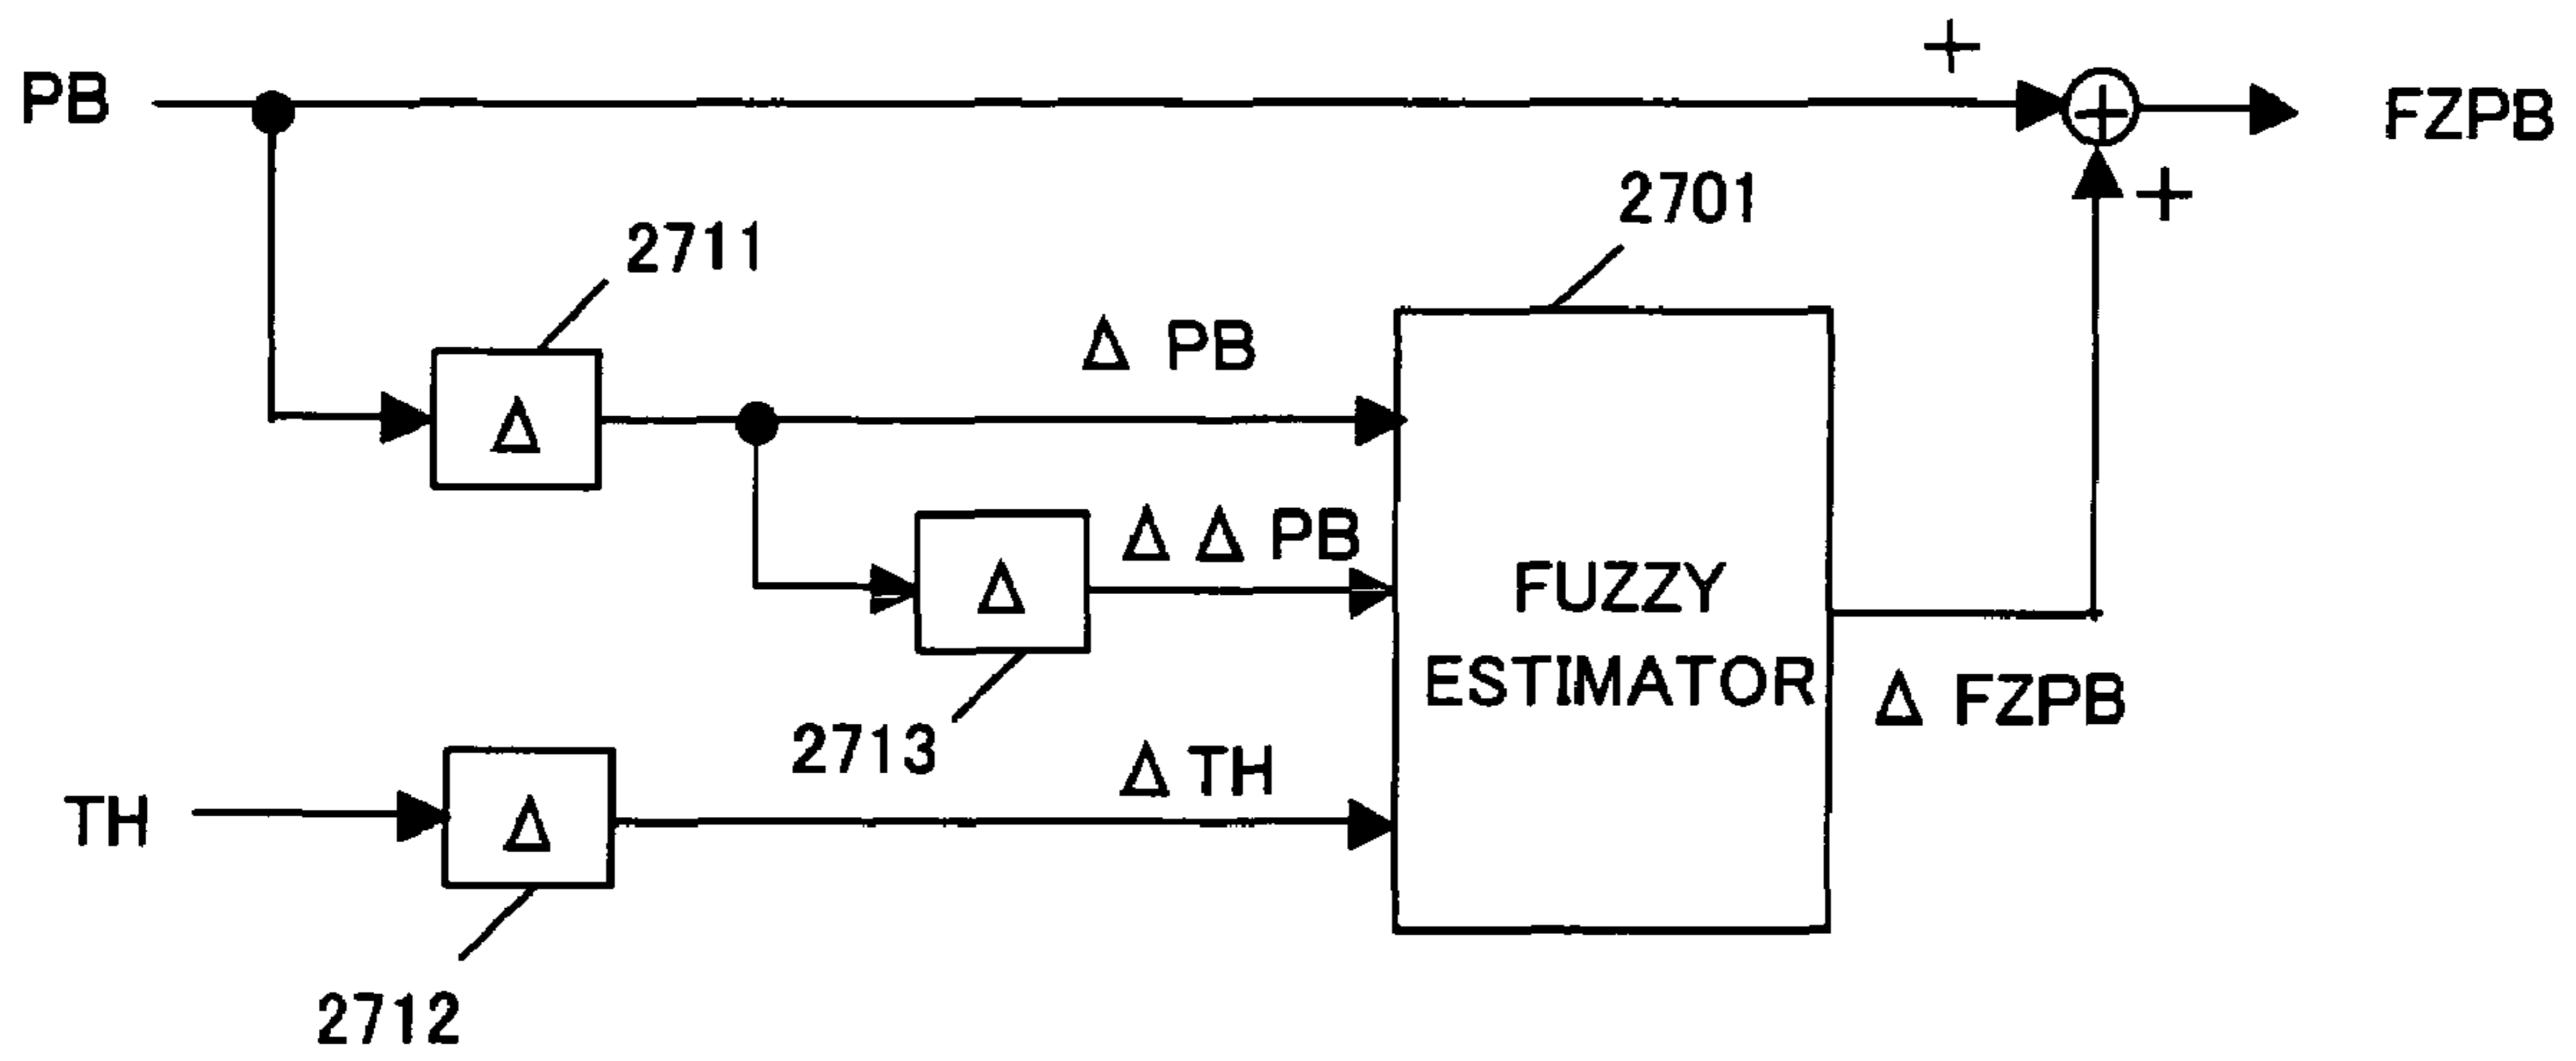 +
PB
FZPB
+
+
2701
2711
Δ PB
Δ
Δ Δ PB
Δ
FUZZY
ESTIMATOR
Δ FZPB
2713
Δ TH
TH
Δ
2712